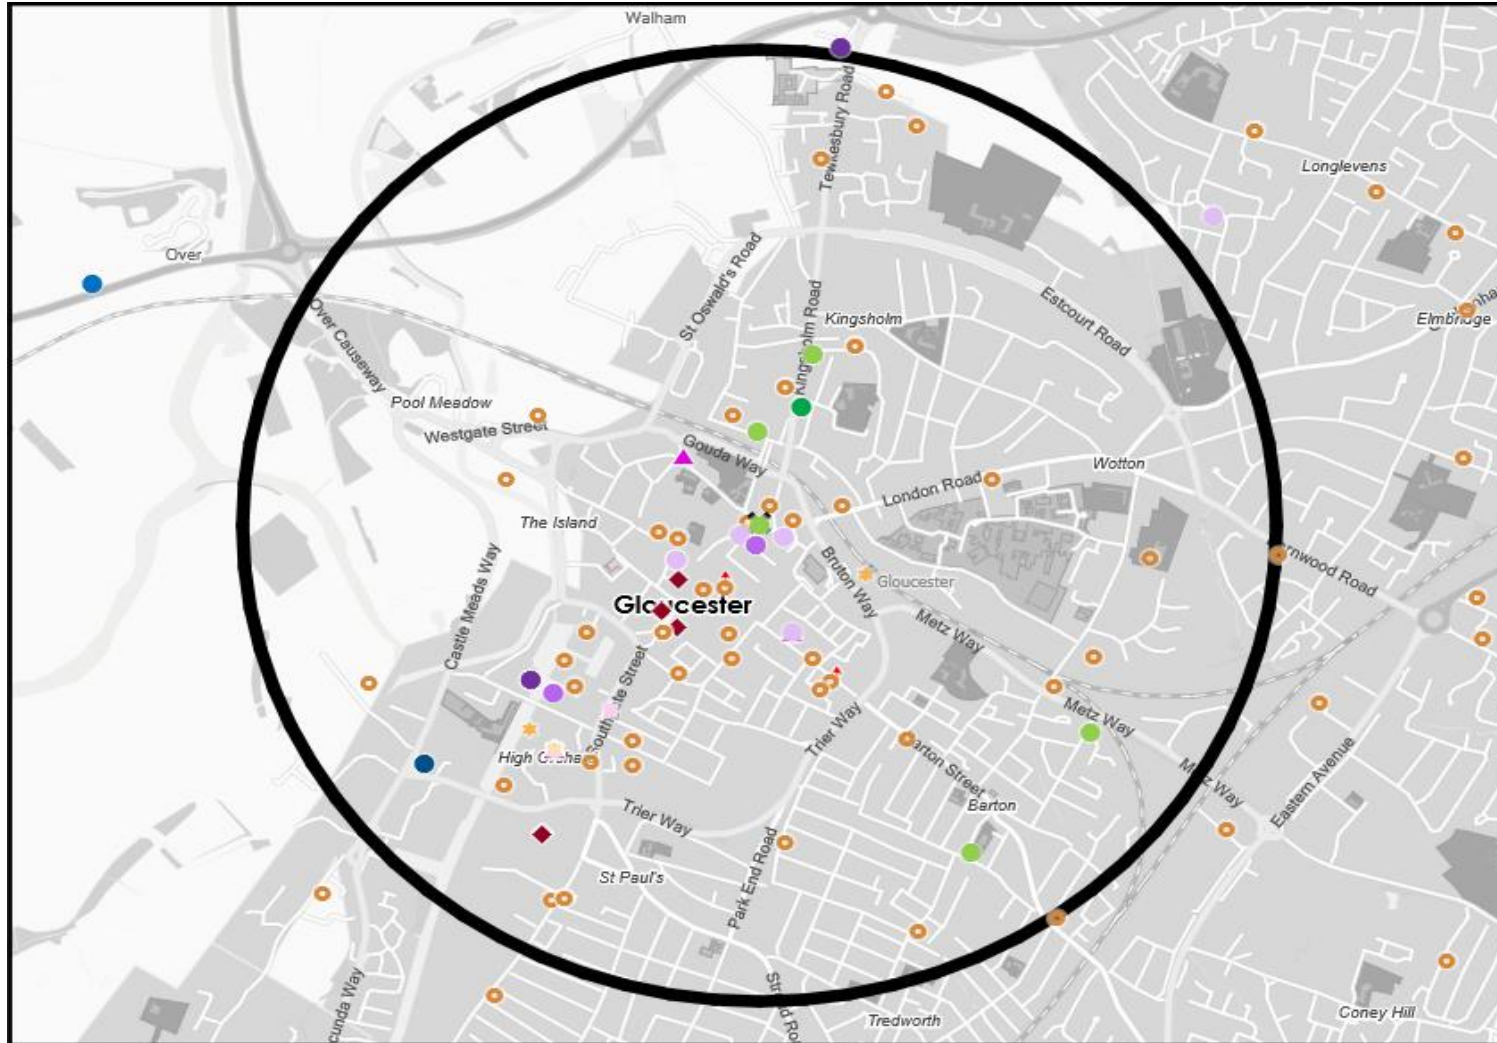 Walham
Tewkesbury Road
Longlevens
Over
St Oswald's Road
Kingsholm Road
Kingsholm
Estcourt Road
Over Causeway
Pool Meadow
Westgate Street
Gouda Way
Wotton
London Road
The Island
Bruton Way
Gloucester
Castle Meads Way
Gloucester
Metz Way
Metz Way
Trier Way
Barton Street
Metz Way
Eastern Avenue
Barton
Trier Way
Park End Road
St Paul's
Tredworth
Coney Hill